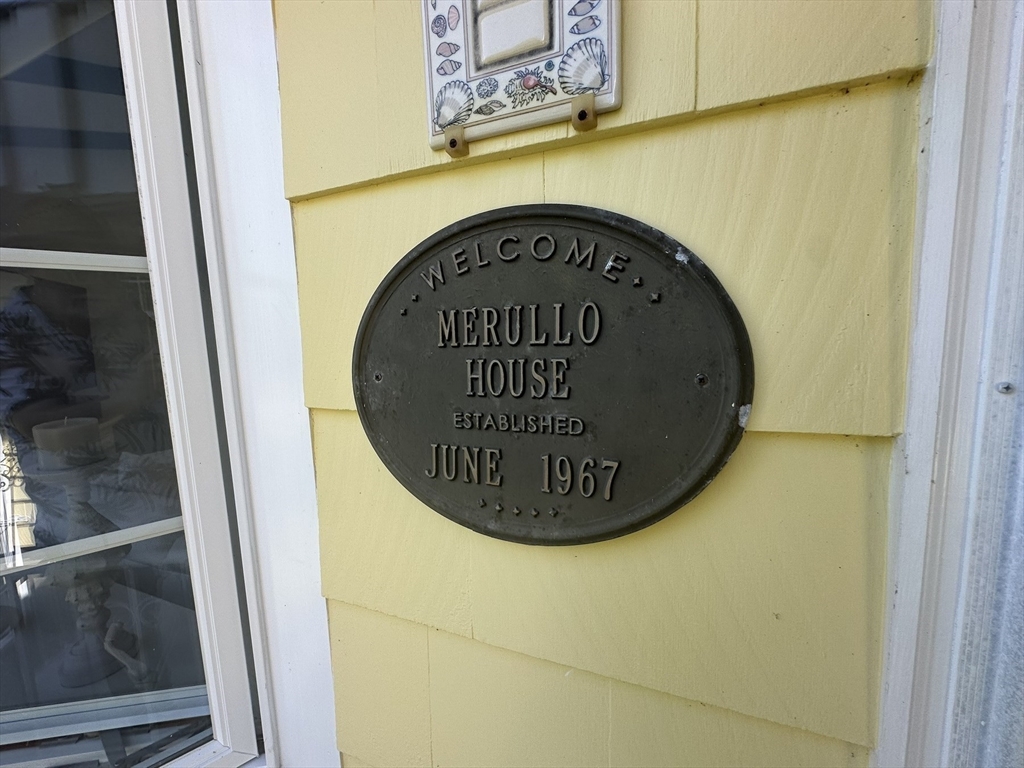 WELCOME
MERULLO
HOUSE
ESTABLISHED
JUNE 1967